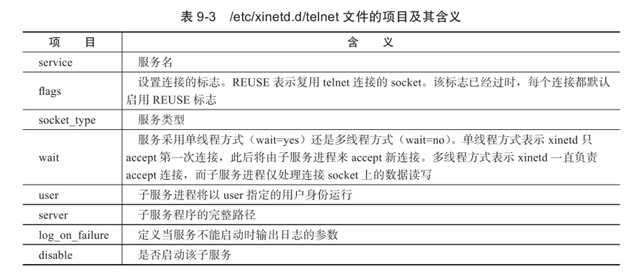 表 9-3 /etc/xinetd.d/telnet 文件的项目及其含义
项 目 含 义
service 服务名
flags 设置连接的标志。REUSE 表示复用 telnet 连接的 socket。该标志已经过时，每个连接都默认
启用 REUSE 标志
socket_type 服务类型
wait 服务采用单线程方式（wait=yes）还是多线程方式（wait=no）。单线程方式表示 xinetd 只
accept 第一次连接，此后将由子服务进程来 accept 新连接。多线程方式表示 xinetd 一直负责
accept 连接，而子服务进程仅处理连接 socket 上的数据读写
user 子服务进程将以 user 指定的用户身份运行
server 子服务程序的完整路径
log_on_failure 定义当服务不能启动时输出日志的参数
disable 是否启动该子服务